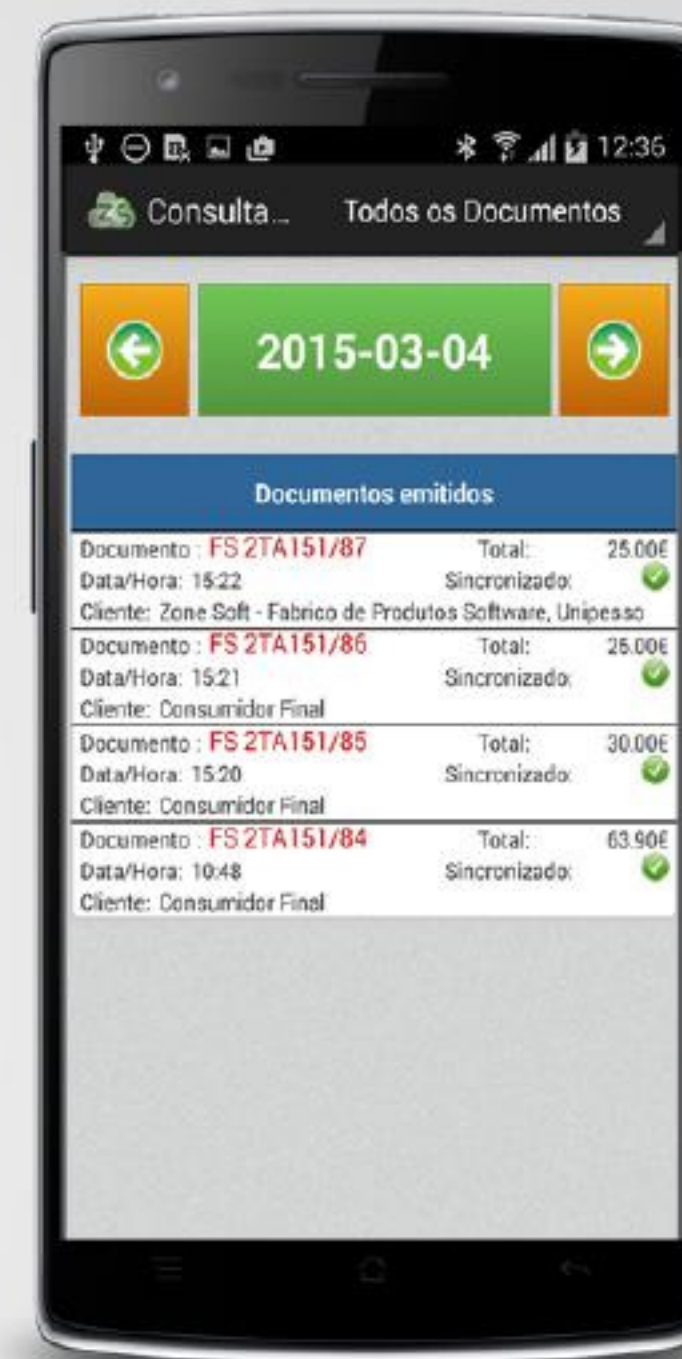 12:36
Consulta... Todos os Documentos
2015-03-04
Documentos emitidos
Documento : FS 2TA151/87 Total: 25.00€
Data/Hora: 15:22 Sincronizado:
Cliente: Zone Soft - Fabrico de Produtos Software, Unipesso
Documento : FS 2TA151/86 Total: 25.00€
Data/Hora: 15:21 Sincronizado:
Cliente: Consumidor Final
Documento : FS 2TA151/85 Total: 30.00€
Data/Hora: 15:20 Sincronizado:
Cliente: Consumidor Final
Documento : FS 2TA151/84 Total: 63.90€
Data/Hora: 10:48 Sincronizado:
Cliente: Consumidor Final